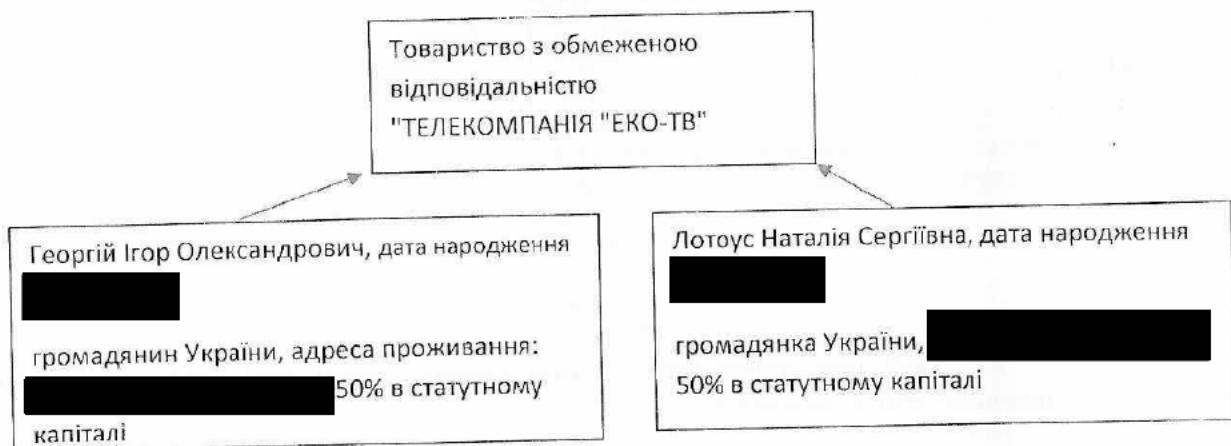 Товариство з обмеженою
відповідальністю
"ТЕЛЕКОМПАНІЯ "ЕКО-ТВ"
Георгій Ігор Олександрович, дата народження
громадянин України, адреса проживання:
50% в статутному
капіталі
Лотоус Наталія Сергіївна, дата народження
громадянка України,
50% в статутному капіталі